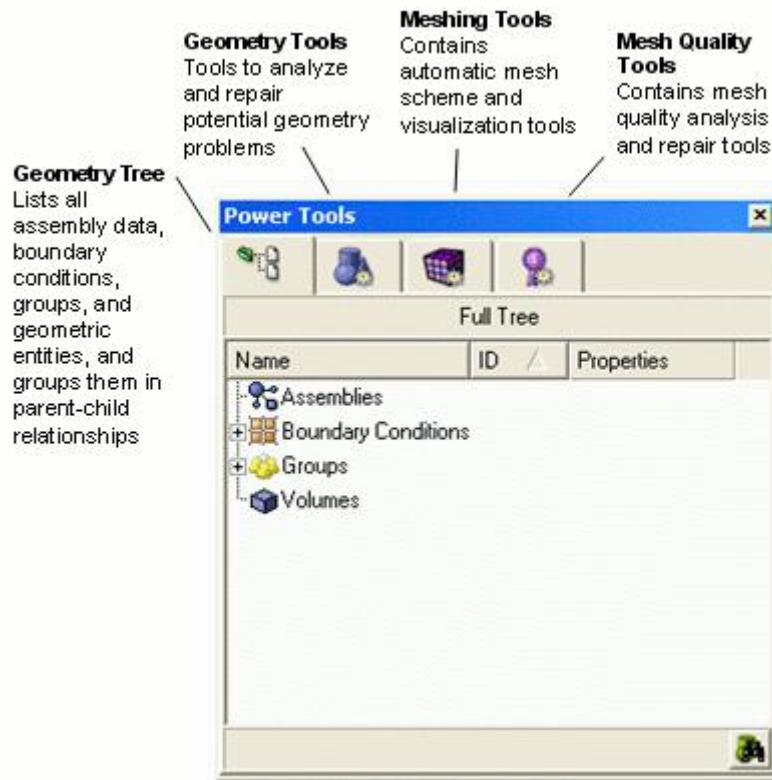 Geometry Tools
Tools to analyze
and repair
potential geometry
problems
Meshing Tools
Contains
automatic mesh
scheme and
visualization tools
Mesh Quality
Tools
Contains mesh
quality analysis
and repair tools
Geometry Tree
Lists all
assembly data,
boundary
conditions,
groups, and
geometric
entities, and
groups them in
parent-child
relationships
Power Tools
Full Tree
Name ID Properties
Assemblies
Boundary Conditions
Groups
Volumes